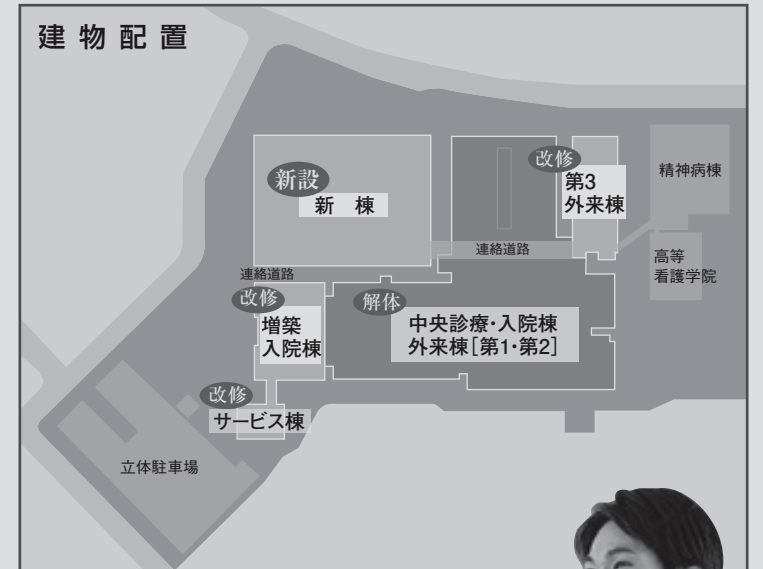 建物配置
新設
新 棟
改修
第3
外来棟
精神病棟
高等
看護学院
連絡道路
連絡道路
改修
増築
入院棟
解体
中央診療・入院棟
外来棟[第1・第2]
改修
サービス棟
立体駐車場